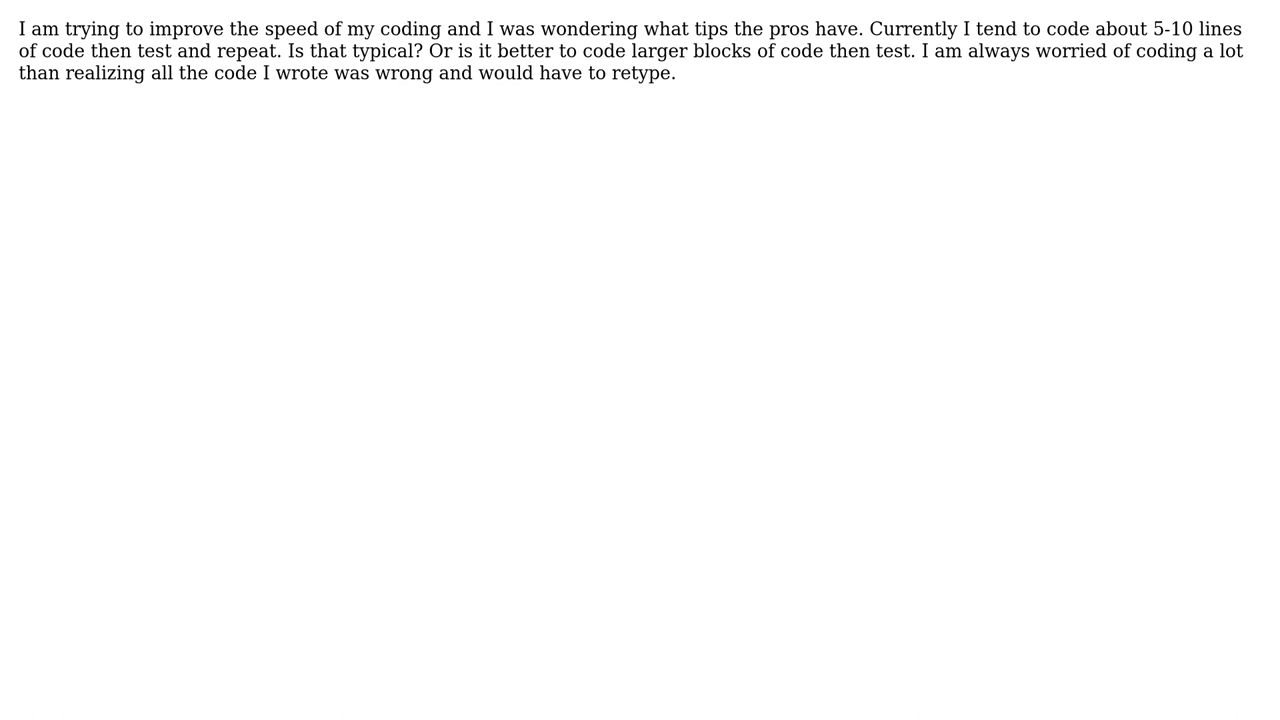 I am trying to improve the speed of my coding and I was wondering what tips the pros have. Currently I tend to code about 5-10 lines
of code then test and repeat. Is that typical? Or is it better to code larger blocks of code then test. I am always worried of coding a lot
than realizing all the code I wrote was wrong and would have to retype.